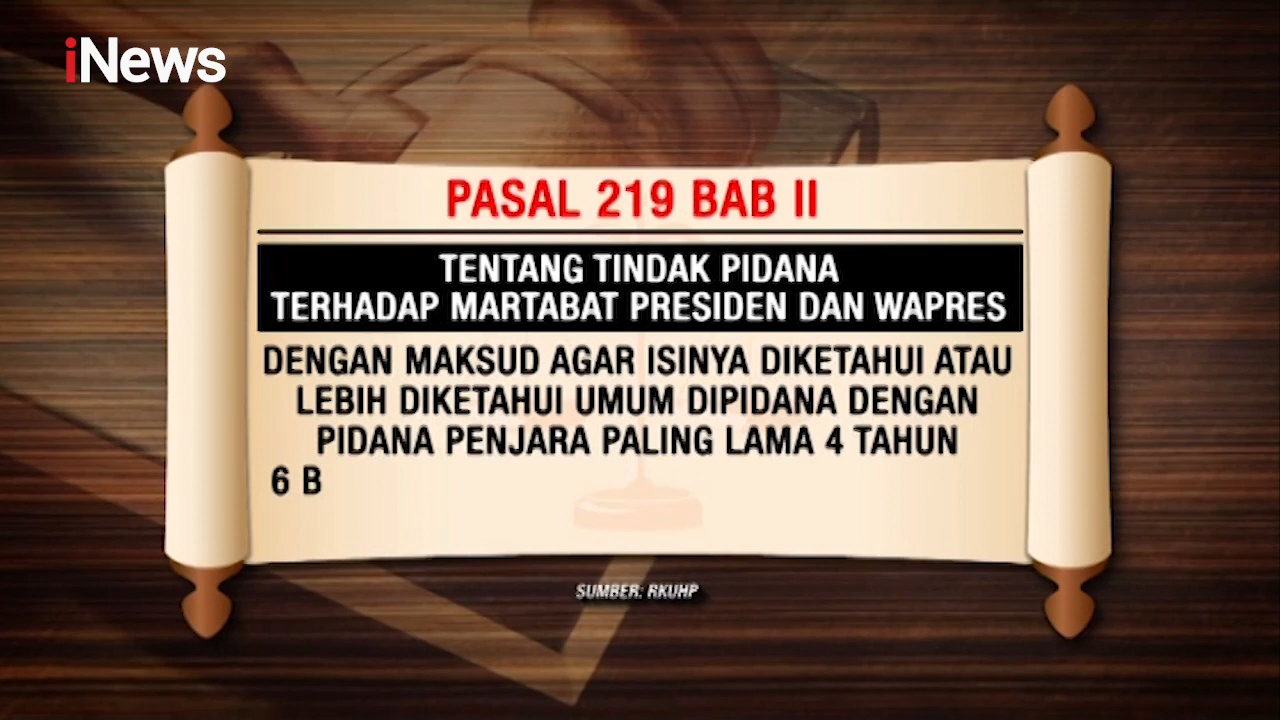 iNews
PASAL 219 BAB II
TENTANG TINDAK PIDANA
TERHADAP MARTABAT PRESIDEN DAN WAPRES
DENGAN MAKSUD AGAR ISINYA DIKETAHUI ATAU
LEBIH DIKETAHUI UMUM DIPIDANA DENGAN
PIDANA PENJARA PALING LAMA 4 TAHUN
6 B
SUMBER: RKUHP